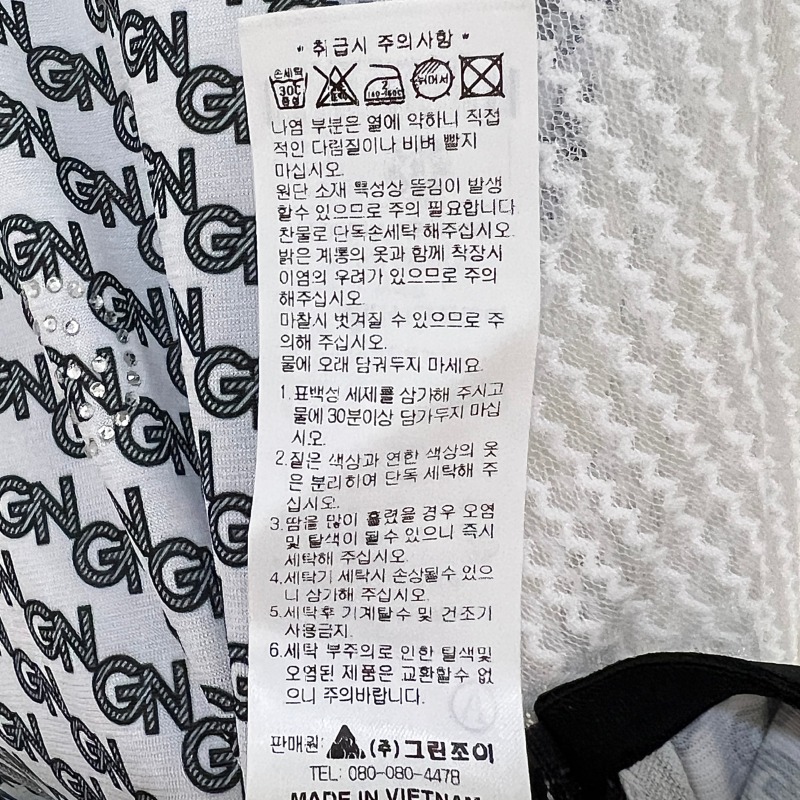 취급시 주의사항
손세탁
30℃
중성
140~160℃
뉘어서
나염 부분은 열에 약하니 직접
적인 다림질이나 비벼 빨지
마십시오.
원단 소재 특성상 뜯김이 발생
할수 있으므로 주의 필요합니다.
찬물로 단독손세탁 해주십시오.
밝은 계통의 옷과 함께 착장시
이염의 우려가 있으므로 주의
해주십시오
마찰시 벗겨질 수 있으므로 주
의해 주십시오.
물에 오래 담궈두지 마세요.
1.표백성 세제를 삼가해 주시고
물에 30분이상 담가두지 마십
시오.
2.짙은 색상과 연한 색상의 옷
은 분리하여 단독 세탁해 주
십시오.
3.땀을 많이 흘렸을 경우 오염
및 탈색이 될 수 있으니 즉시
세탁해 주십시오.
4.세탁기 세탁시 손상될수 있으
니 삼가해 주십시오.
5.세탁후 기계탈수 및 건조기
사용금지.
6.세탁 부주의로 인한 탈색및
오염된 제품은 교환할수 없
으니 주의바랍니다.
판매원: (주)그린조이
TEL: 080-080-4478
MADE IN VIETNAM